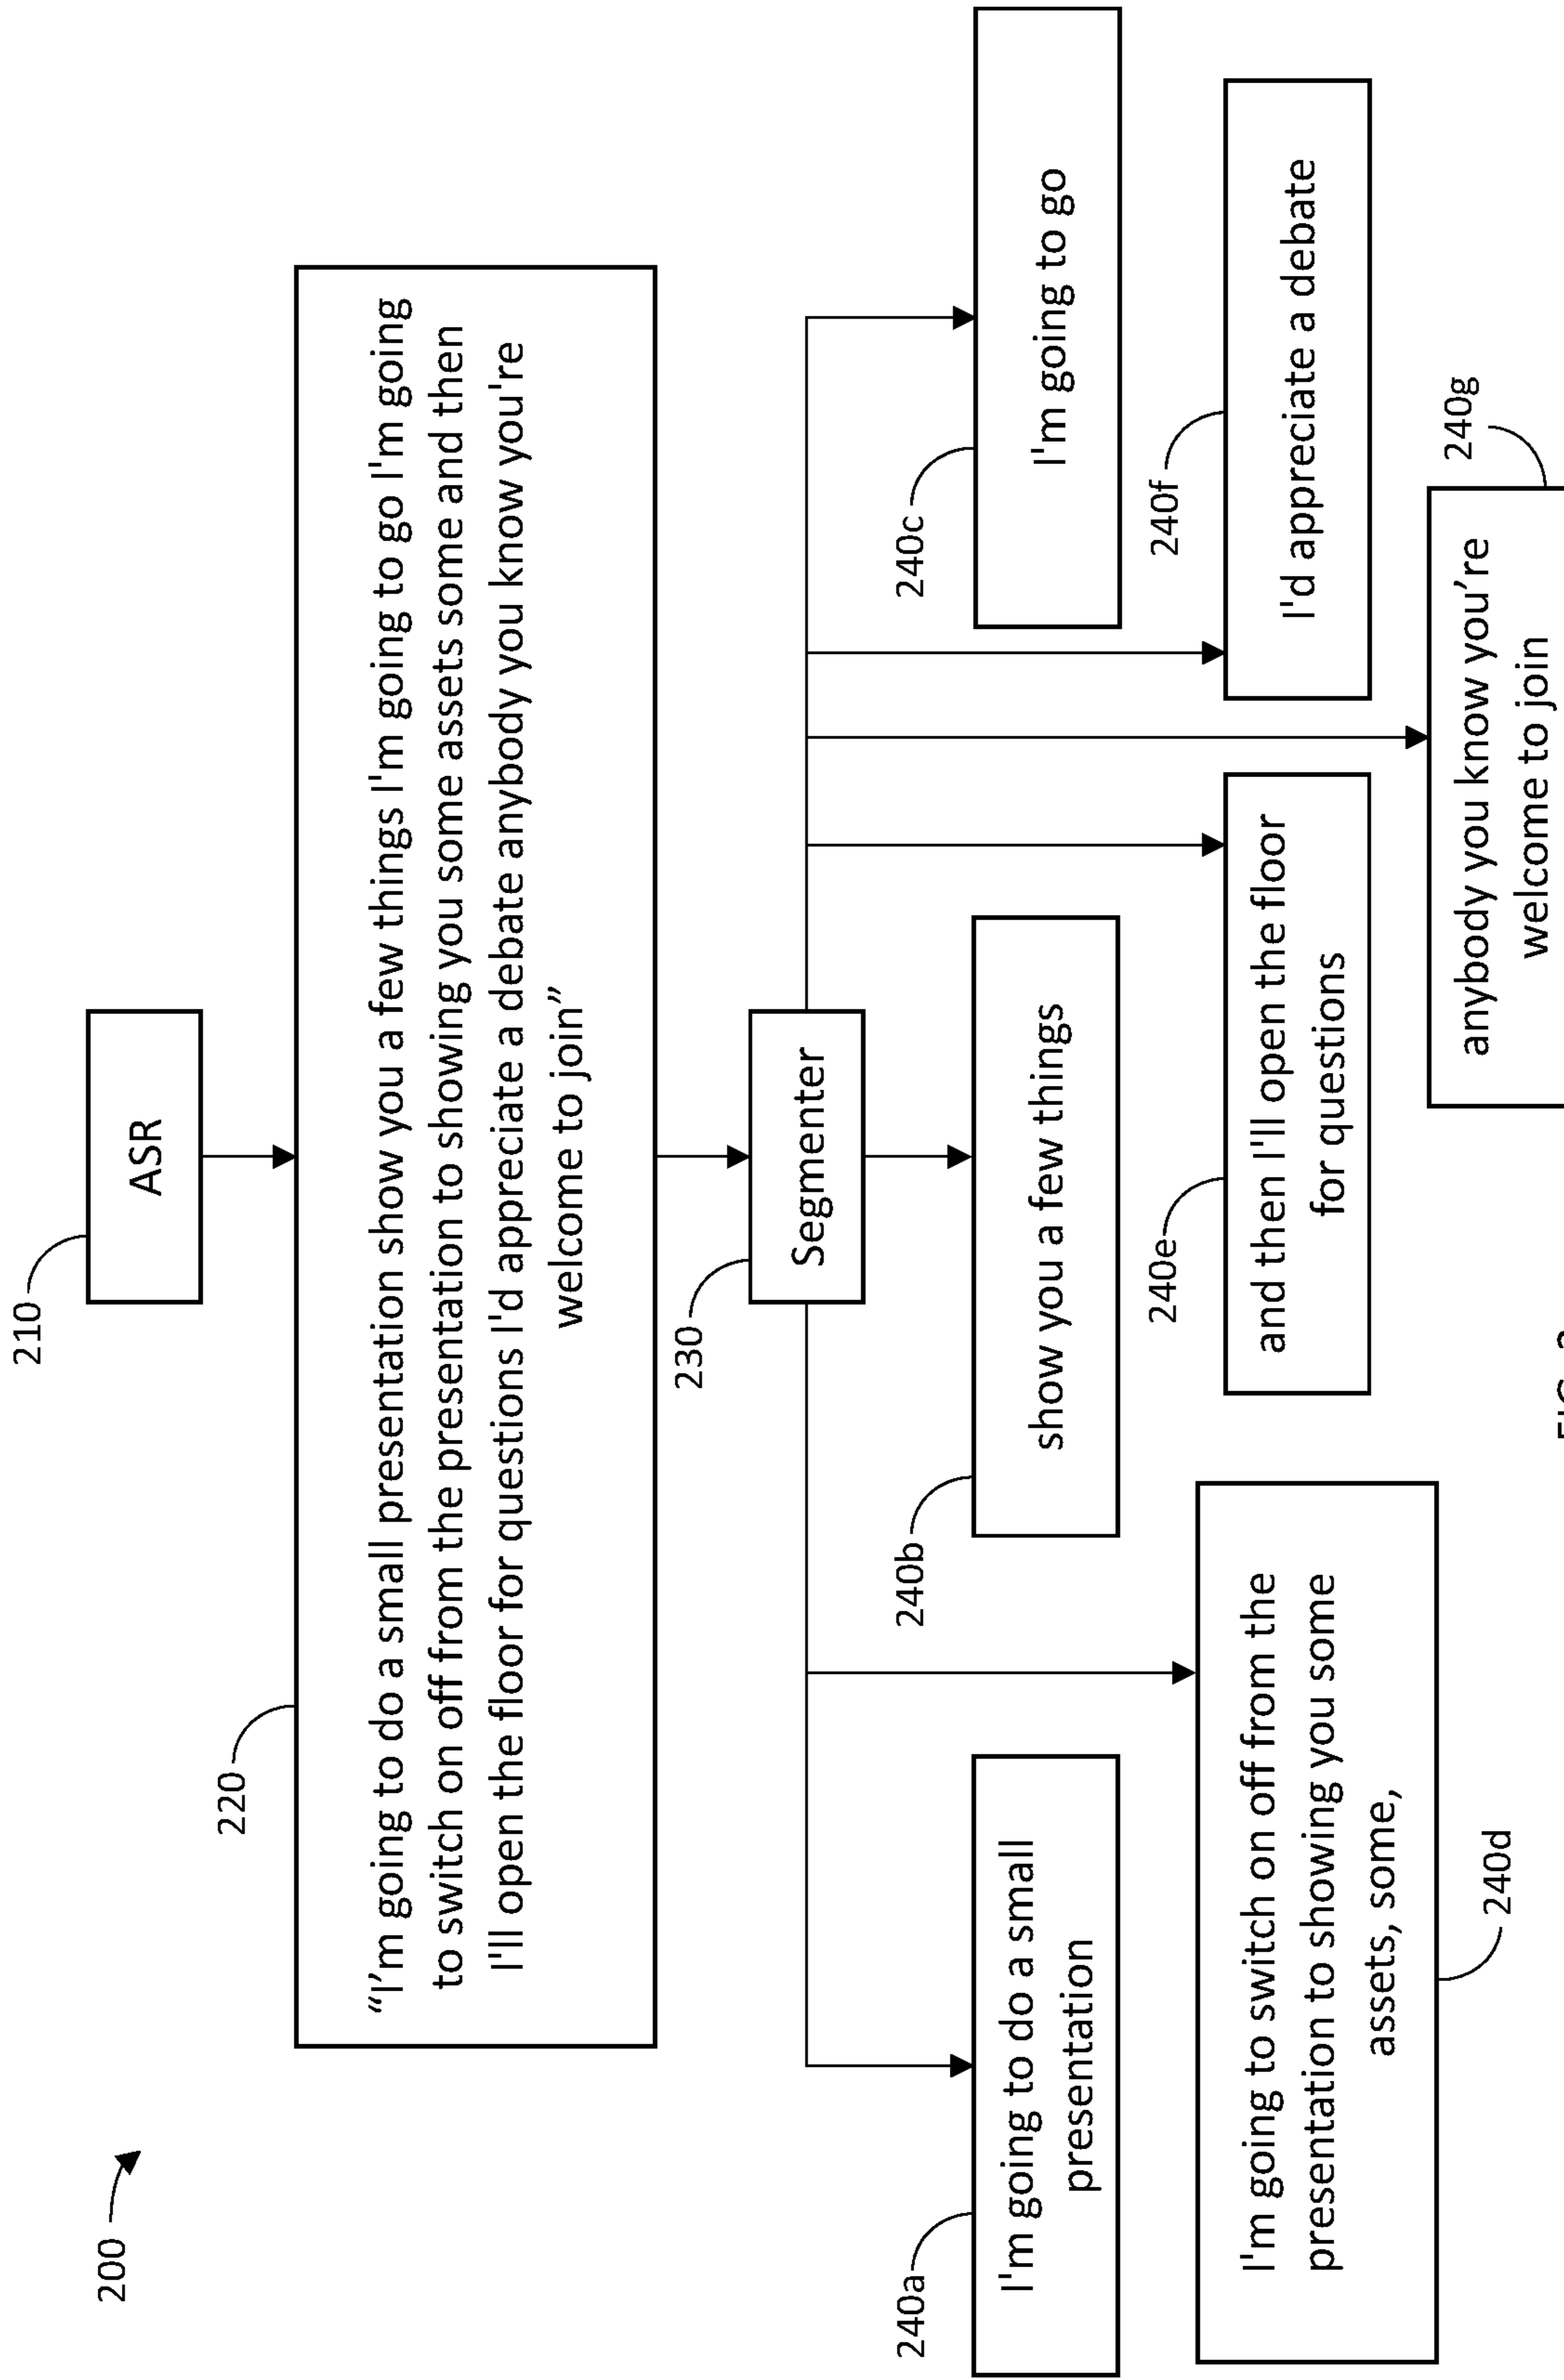 200
210
ASR
220
“I’m going to do a small presentation show you a few things I'm going to go I'm going
to switch on off from the presentation to showing you some assets some and then
I'll open the floor for questions I'd appreciate a debate anybody you know you're
welcome to join”
230
Segmenter
240a
I'm going to do a small
presentation
240b
show you a few things
240c
I'm going to go
240d
I'm going to switch on off from the
presentation to showing you some
assets, some,
240e
and then I'll open the floor
for questions
240f
I'd appreciate a debate
240g
anybody you know you’re
welcome to join